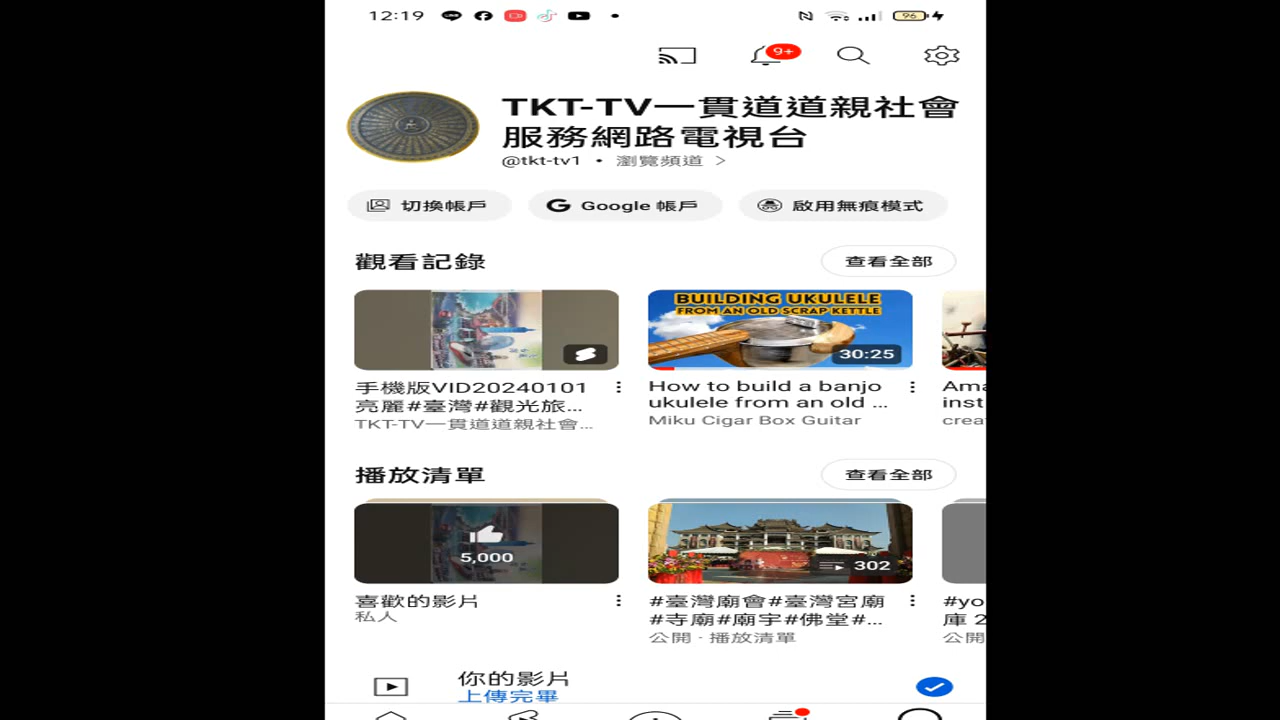 12:19
96
9+
TKT-TV一貫道道親社會
服務網路電視台
@tkt-tv1 • 瀏覽頻道 >
切換帳戶
Google 帳戶
啟用無痕模式
觀看記錄
查看全部
BUILDING UKULELE
FROM AN OLD SCRAP KETTLE
30:25
手機版VID20240101
亮麗#臺灣#觀光旅...
TKT-TV一貫道道親社會...
How to build a banjo
ukulele from an old ...
Miku Cigar Box Guitar
Ama
inst
crea
播放清單
查看全部
5,000
302
喜歡的影片
私人
#臺灣廟會#臺灣宮廟
#寺廟#廟宇#佛堂#...
公開 · 播放清單
#yo
庫 2
公開
你的影片
上傳完畢